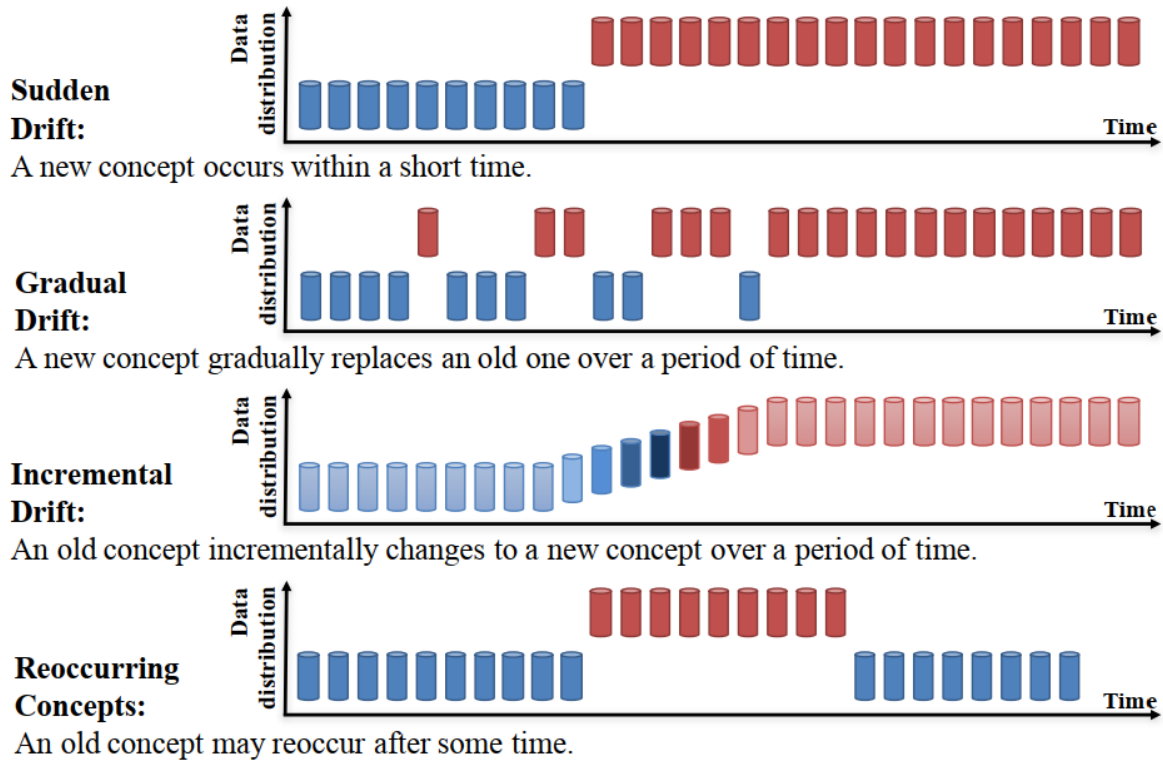 Data
distribution
Sudden
Drift:
Time
A new concept occurs within a short time.
Data
distribution
Gradual
Drift:
Time
A new concept gradually replaces an old one over a period of time.
Data
distribution
Incremental
Drift:
Time
An old concept incrementally changes to a new concept over a period of time.
Data
distribution
Reoccurring
Concepts:
Time
An old concept may reoccur after some time.